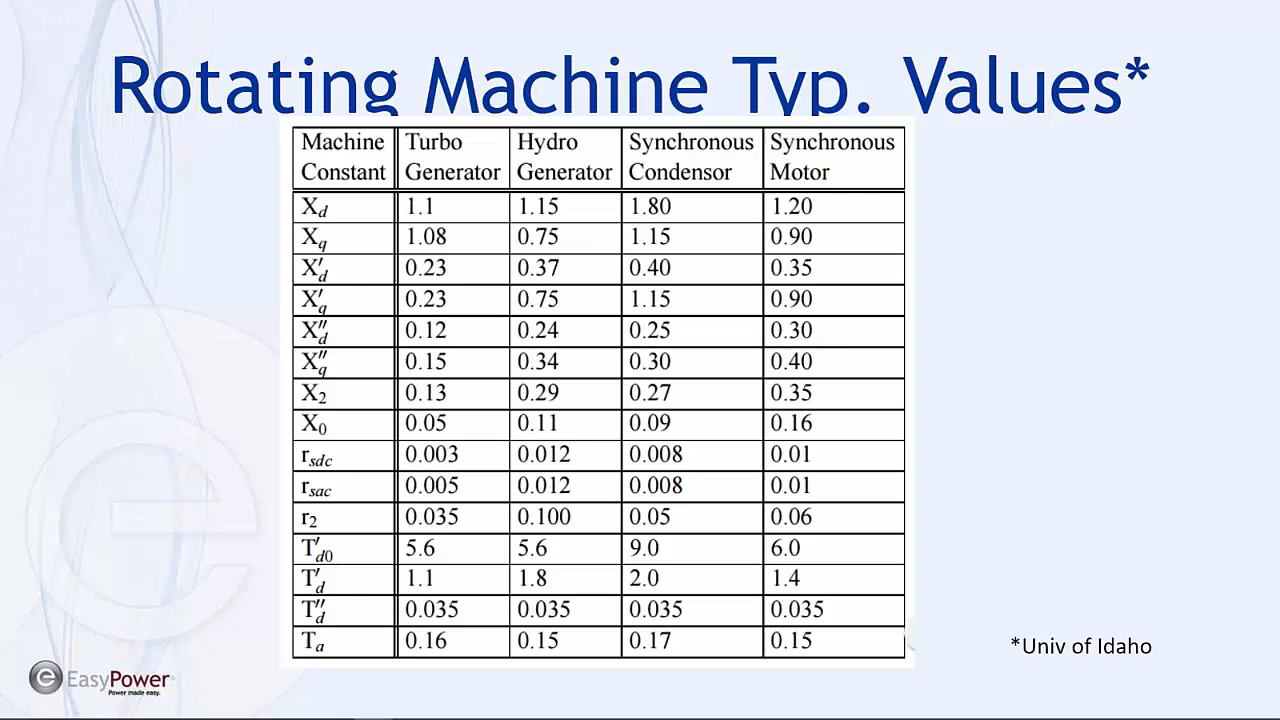 Rotating Machine Typ. Values*
Machine Constant Turbo Generator Hydro Generator Synchronous Condensor Synchronous Motor
X_d 1.1 1.15 1.80 1.20
X_q 1.08 0.75 1.15 0.90
X′_d 0.23 0.37 0.40 0.35
X′_q 0.23 0.75 1.15 0.90
X″_d 0.12 0.24 0.25 0.30
X″_q 0.15 0.34 0.30 0.40
X₂ 0.13 0.29 0.27 0.35
X₀ 0.05 0.11 0.09 0.16
r_sdc 0.003 0.012 0.008 0.01
r_sac 0.005 0.012 0.008 0.01
r₂ 0.035 0.100 0.05 0.06
T′_d0 5.6 5.6 9.0 6.0
T′_d 1.1 1.8 2.0 1.4
T″_d 0.035 0.035 0.035 0.035
T_a 0.16 0.15 0.17 0.15
*Univ of Idaho
e EasyPower
Power made easy.